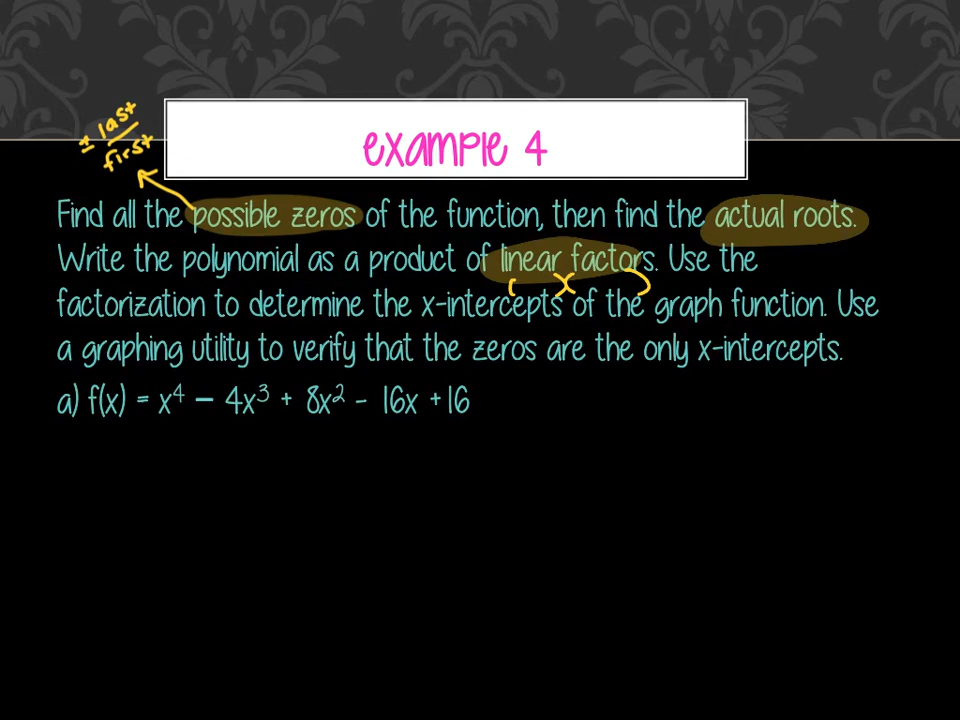 ± last
first
example 4
Find all the possible zeros of the function, then find the actual roots.
Write the polynomial as a product of linear factors. Use the
factorization to determine the x-intercepts of the graph function. Use
a graphing utility to verify that the zeros are the only x-intercepts.
a) f(x) = x⁴ – 4x³ + 8x² - 16x +16